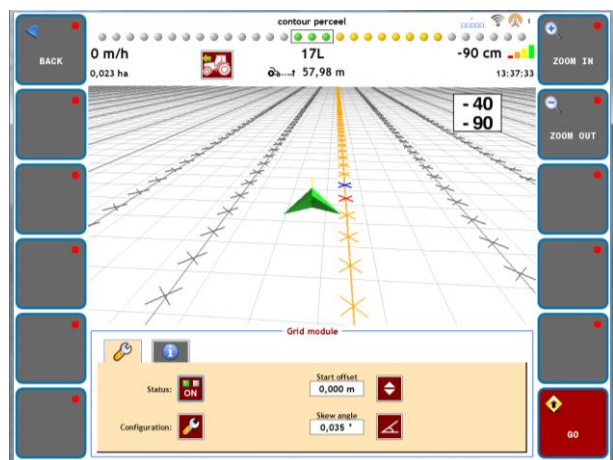 contour perceel
BACK
0 m/h
17L
-90 cm
ZOOM IN
0,023 ha
57,98 m
13:37:33
- 40
- 90
ZOOM OUT
Grid module
Status:
ON
Start offset
0,000 m
Configuration:
Skew angle
0,035 °
GO